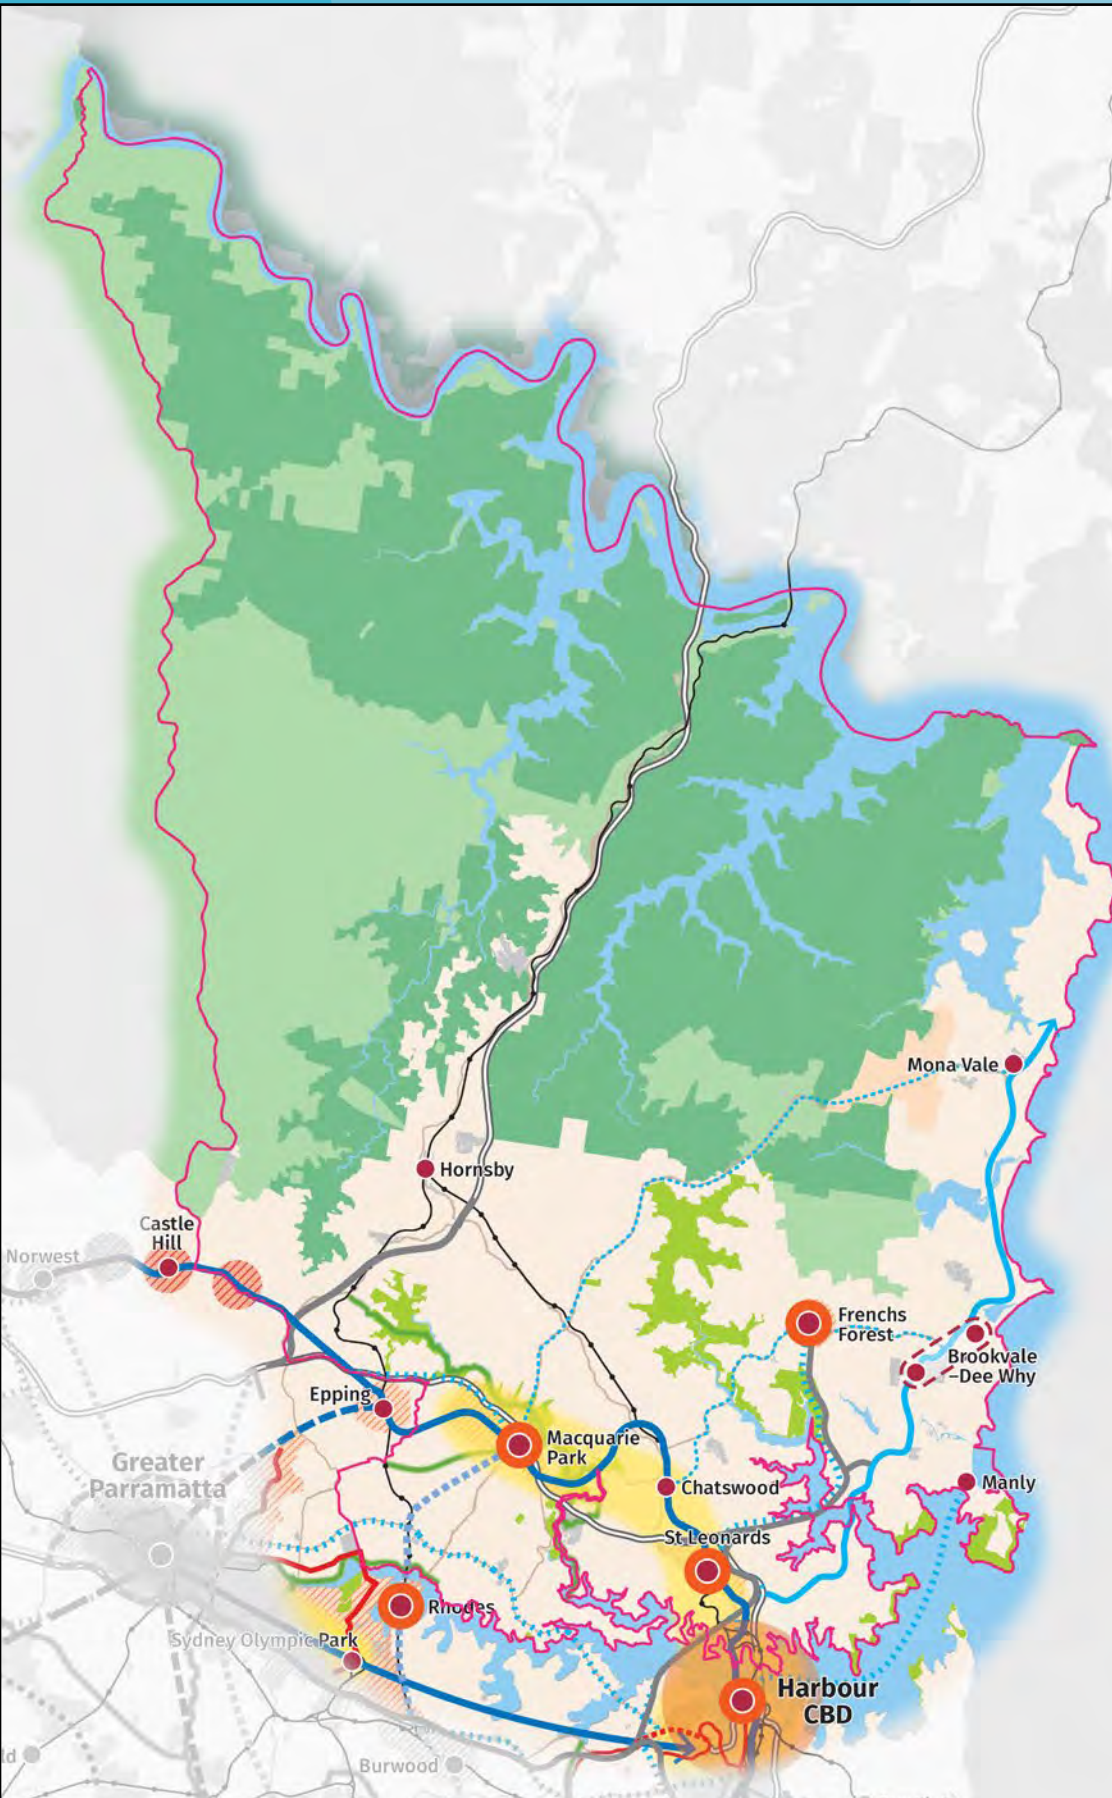 Mona Vale
Hornsby
Castle
Hill
Norwest
Frenchs
Forest
Brookvale
–Dee Why
Epping
Macquarie
Park
Greater
Parramatta
Chatswood
Manly
St Leonards
Rhodes
Sydney Olympic Park
Harbour
CBD
ld
Burwood